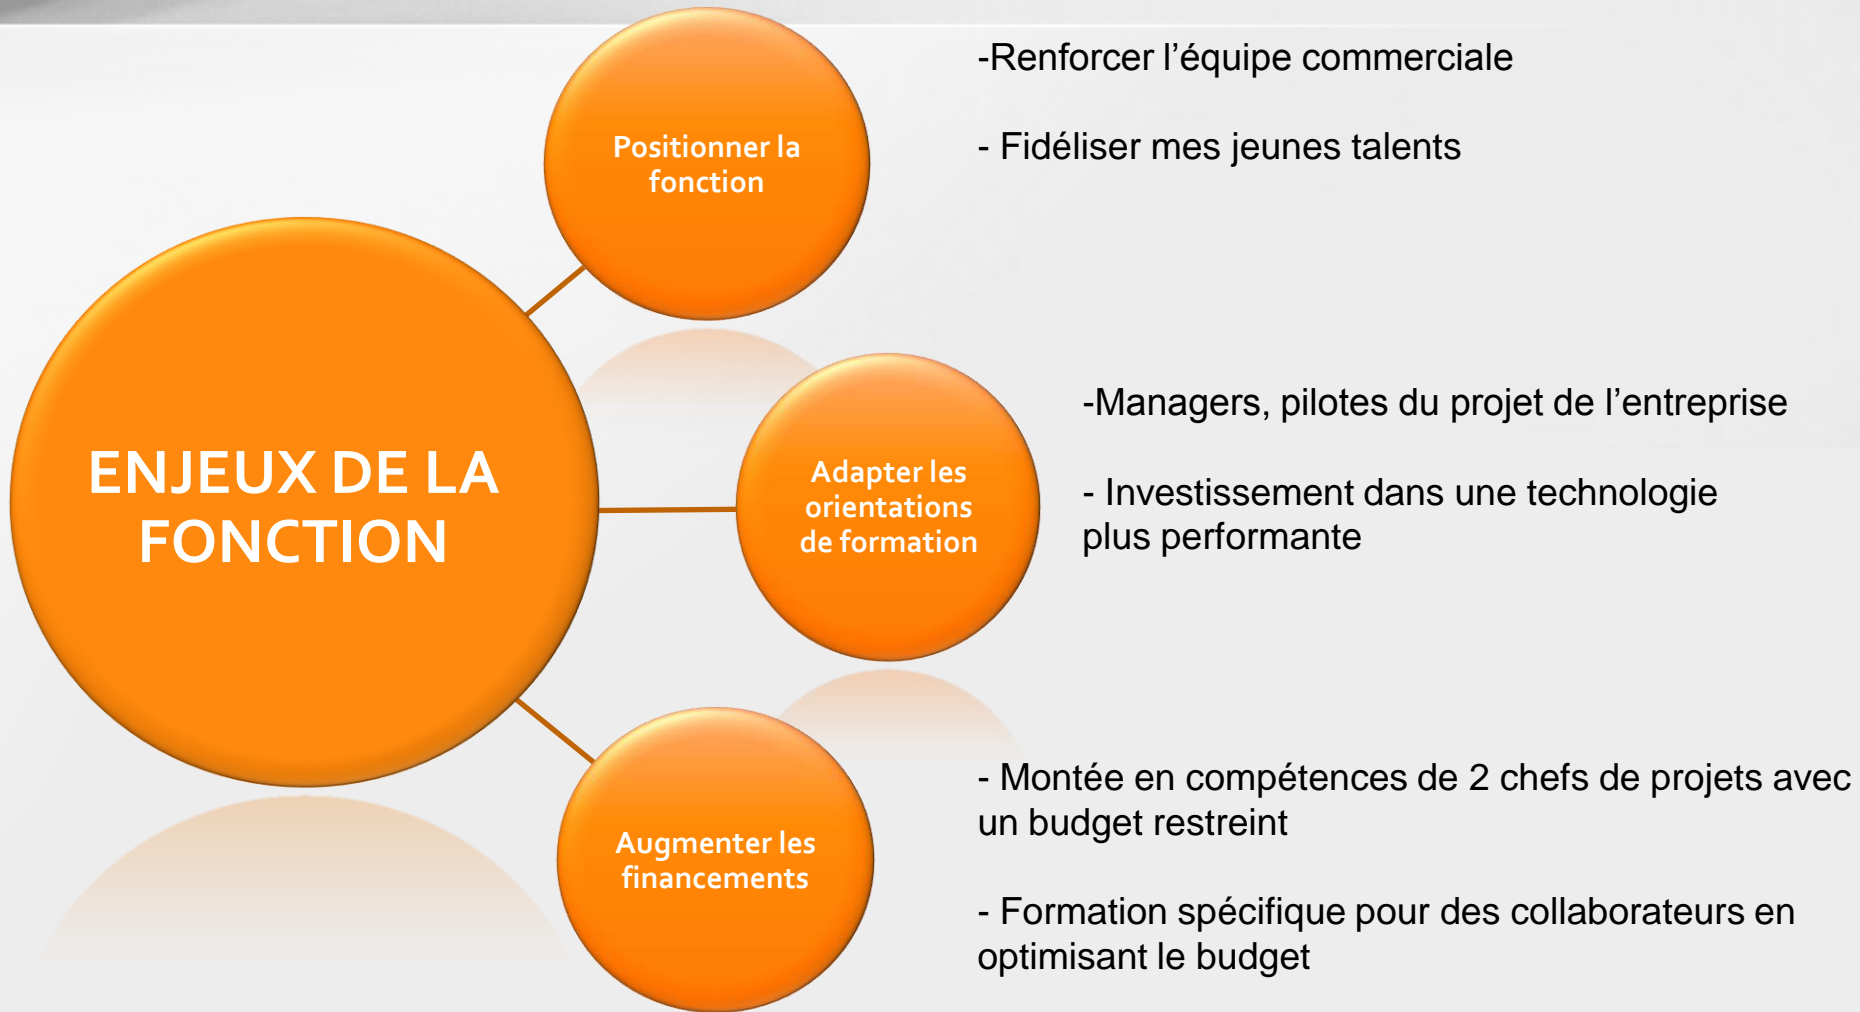 ENJEUX DE LA
FONCTION
Positionner la
fonction
-Renforcer l’équipe commerciale
- Fidéliser mes jeunes talents
Adapter les
orientations
de formation
-Managers, pilotes du projet de l’entreprise
- Investissement dans une technologie
plus performante
Augmenter les
financements
- Montée en compétences de 2 chefs de projets avec
un budget restreint
- Formation spécifique pour des collaborateurs en
optimisant le budget